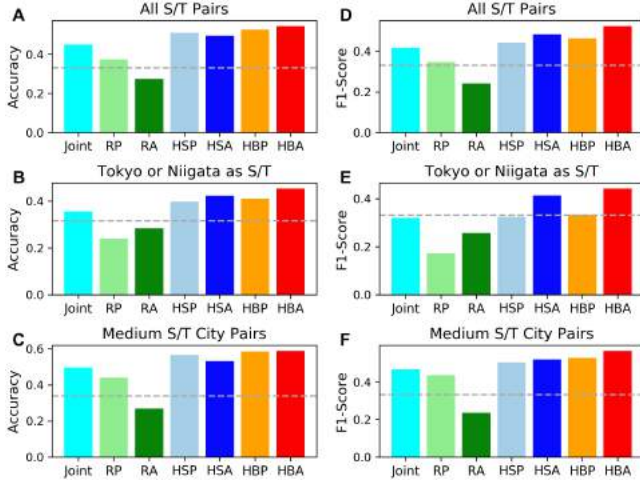 A
All S/T Pairs
Accuracy
0.4
0.2
0.0
Joint RP RA HSP HSA HBP HBA
D
All S/T Pairs
F1-Score
0.4
0.2
0.0
Joint RP RA HSP HSA HBP HBA
B
Tokyo or Niigata as S/T
Accuracy
0.4
0.2
0.0
Joint RP RA HSP HSA HBP HBA
E
Tokyo or Niigata as S/T
F1-Score
0.4
0.2
0.0
Joint RP RA HSP HSA HBP HBA
C
Medium S/T City Pairs
Accuracy
0.6
0.4
0.2
0.0
Joint RP RA HSP HSA HBP HBA
F
Medium S/T City Pairs
F1-Score
0.4
0.2
0.0
Joint RP RA HSP HSA HBP HBA